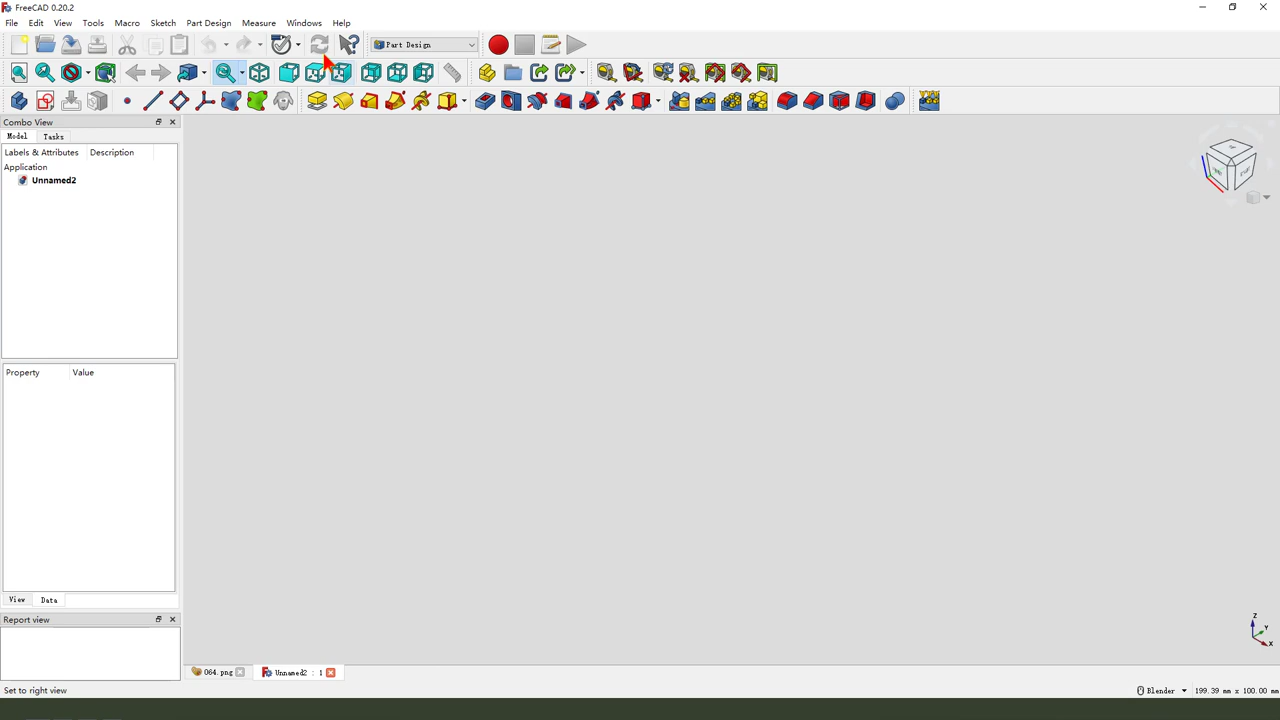 FreeCAD 0.20.2
File Edit View Tools Macro Sketch Part Design Measure Windows Help
Part Design
Combo View
Model Tasks
Labels & Attributes Description
Application
Unnamed2
Property Value
View Data
Report view
064.png Unnamed2 : 1
Z
Y
X
Set to right view Blender 199.39 mm x 100.00 mm